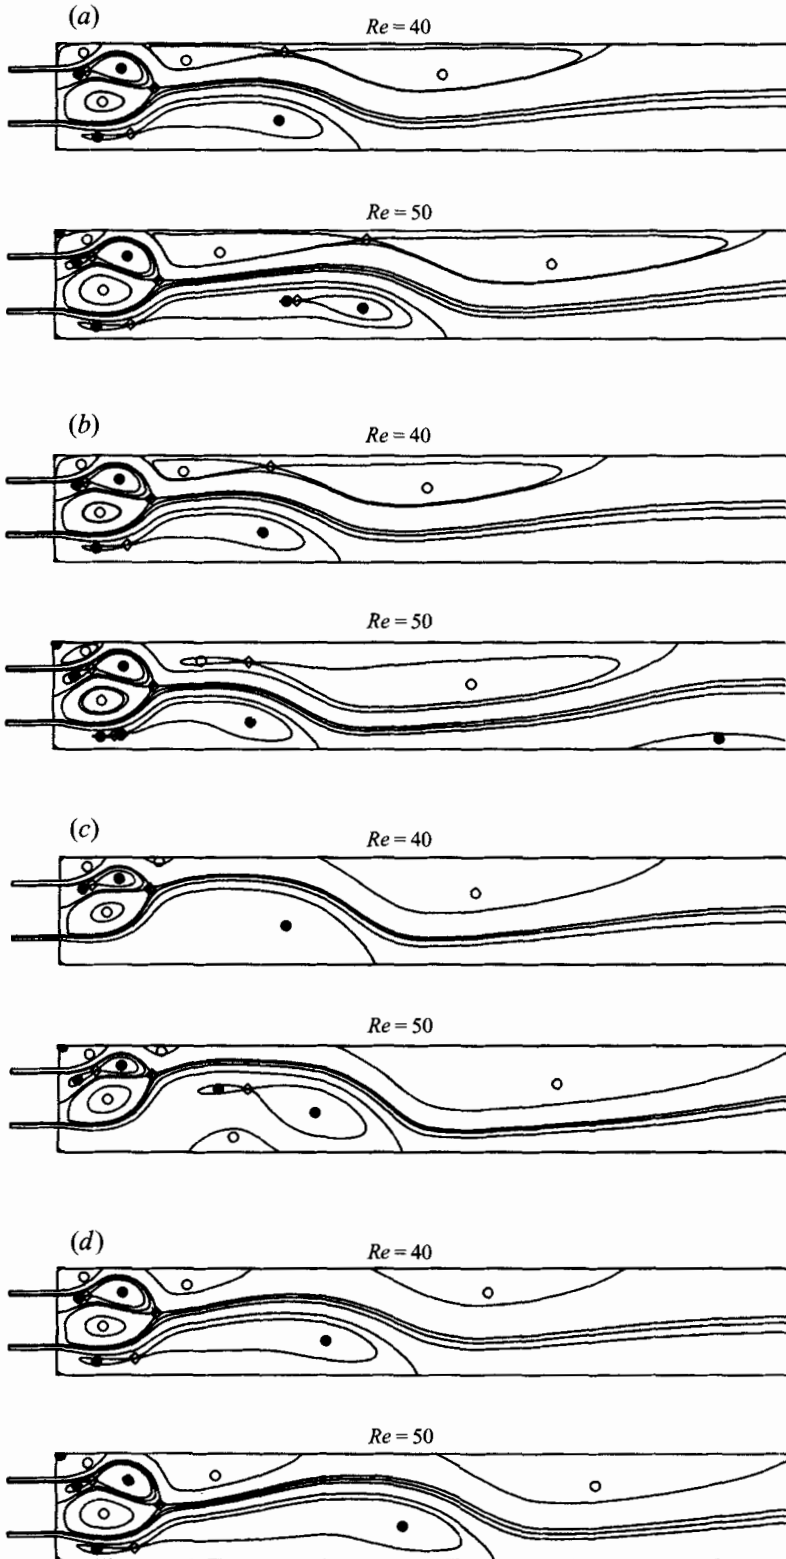 (a)
Re = 40
Re = 50
(b)
Re = 40
Re = 50
(c)
Re = 40
Re = 50
(d)
Re = 40
Re = 50